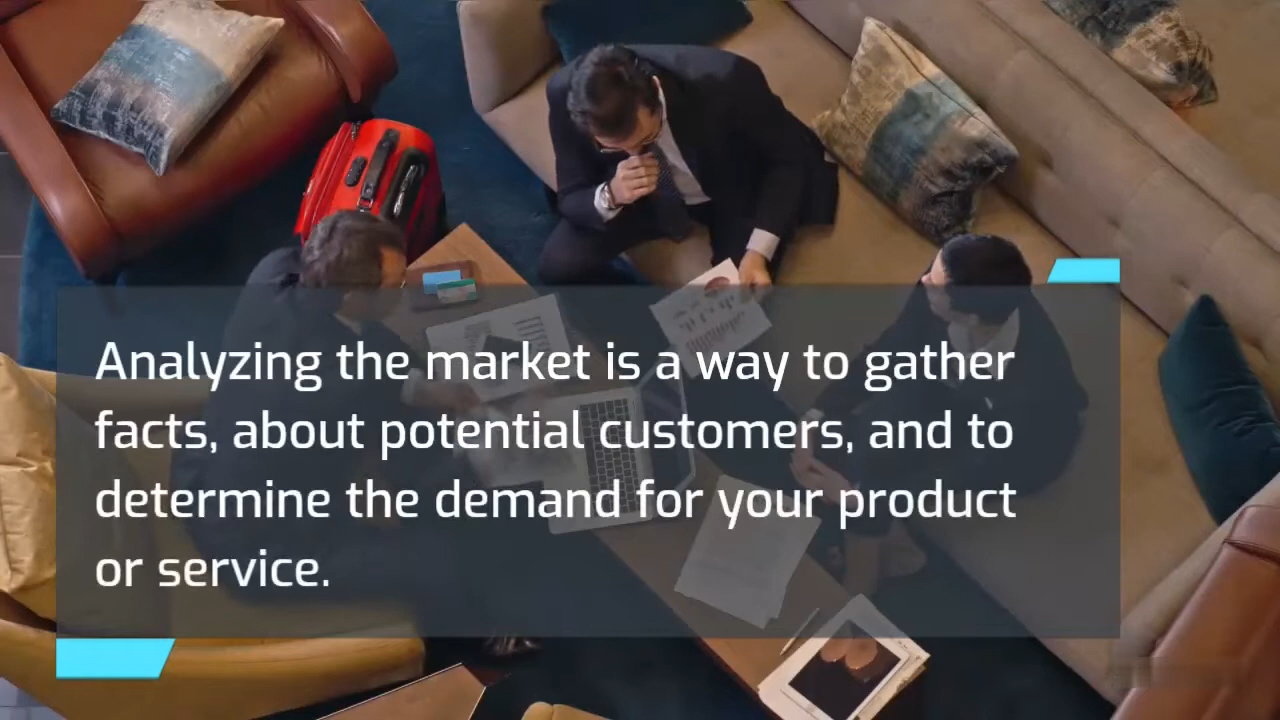 Analyzing the market is a way to gather
facts, about potential customers, and to
determine the demand for your product
or service.